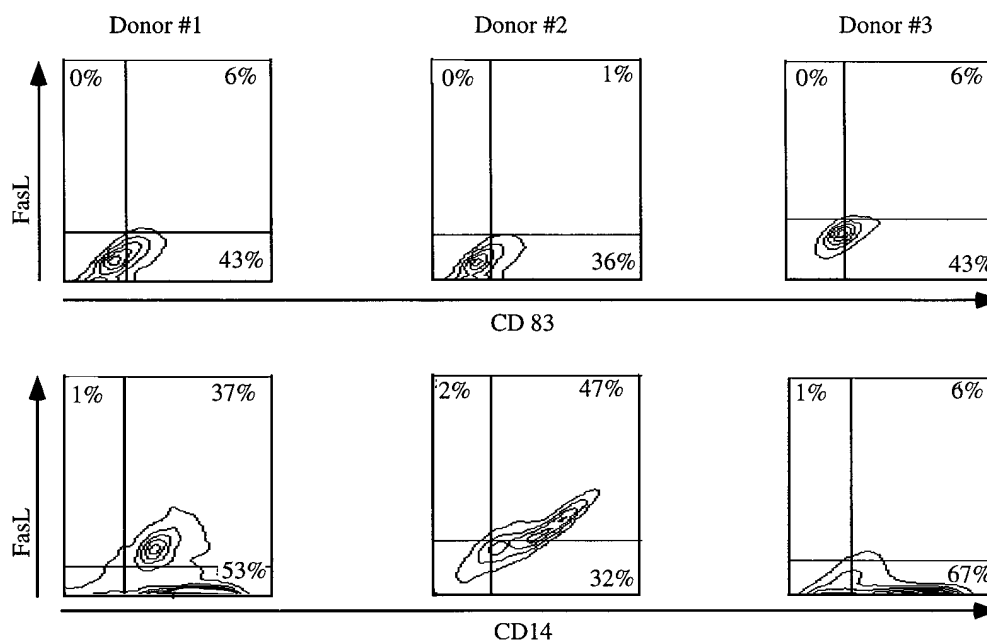 Donor #1 Donor #2 Donor #3
0% 6% 0% 1% 0% 6%
FasL
43% 36% 43%
CD 83
1% 37% 2% 47% 1% 6%
FasL
53% 32% 67%
CD14